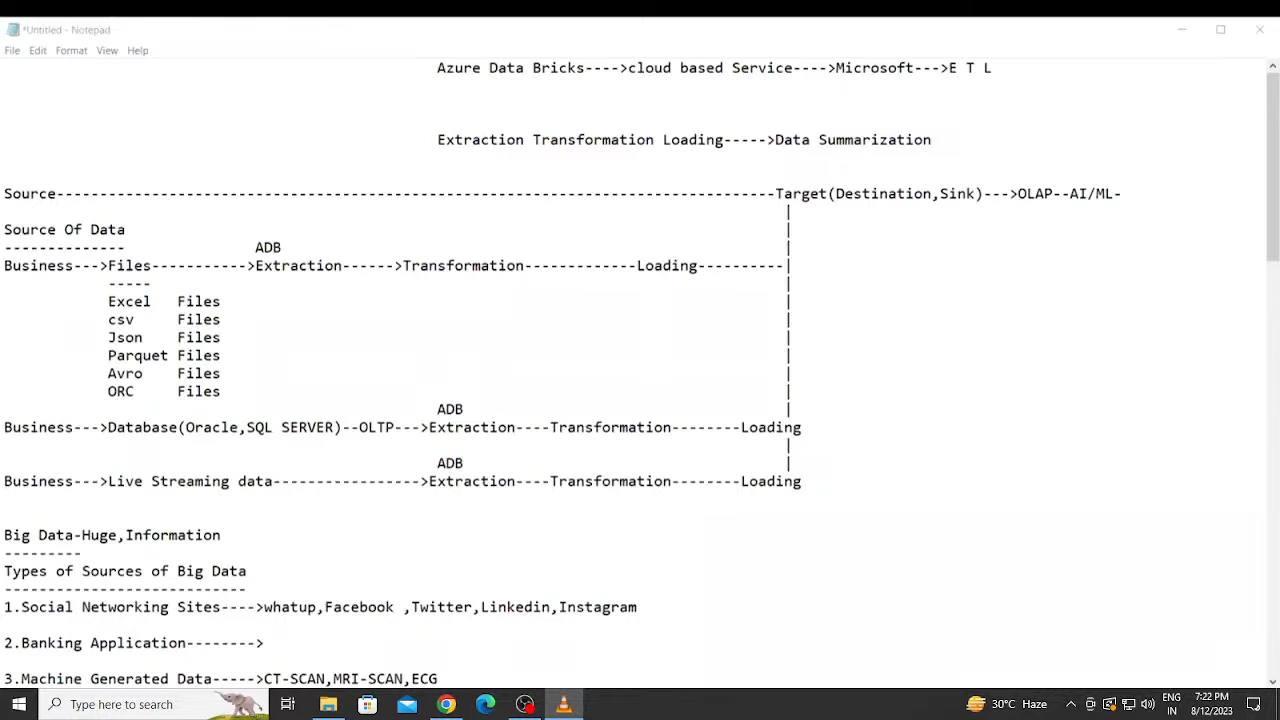 *Untitled - Notepad
File Edit Format View Help
Azure Data Bricks---->cloud based Service---->Microsoft--->E T L
Extraction Transformation Loading----->Data Summarization
Source-----------------------------------------------------------------------------------Target(Destination,Sink)--->OLAP--AI/ML-
|
Source Of Data |
-------------- ADB |
Business--->Files----------->Extraction------>Transformation-------------Loading----------|
----- |
Excel Files |
csv Files |
Json Files |
Parquet Files |
Avro Files |
ORC Files |
ADB |
Business--->Database(Oracle,SQL SERVER)--OLTP--->Extraction----Transformation--------Loading
|
ADB |
Business--->Live Streaming data----------------->Extraction----Transformation--------Loading
Big Data-Huge,Information
---------
Types of Sources of Big Data
----------------------------
1.Social Networking Sites---->whatup,Facebook ,Twitter,Linkedin,Instagram
2.Banking Application-------->
3.Machine Generated Data----->CT-SCAN,MRI-SCAN,ECG
Type here to search
30°C Haze
ENG
IN
7:22 PM
8/12/2023